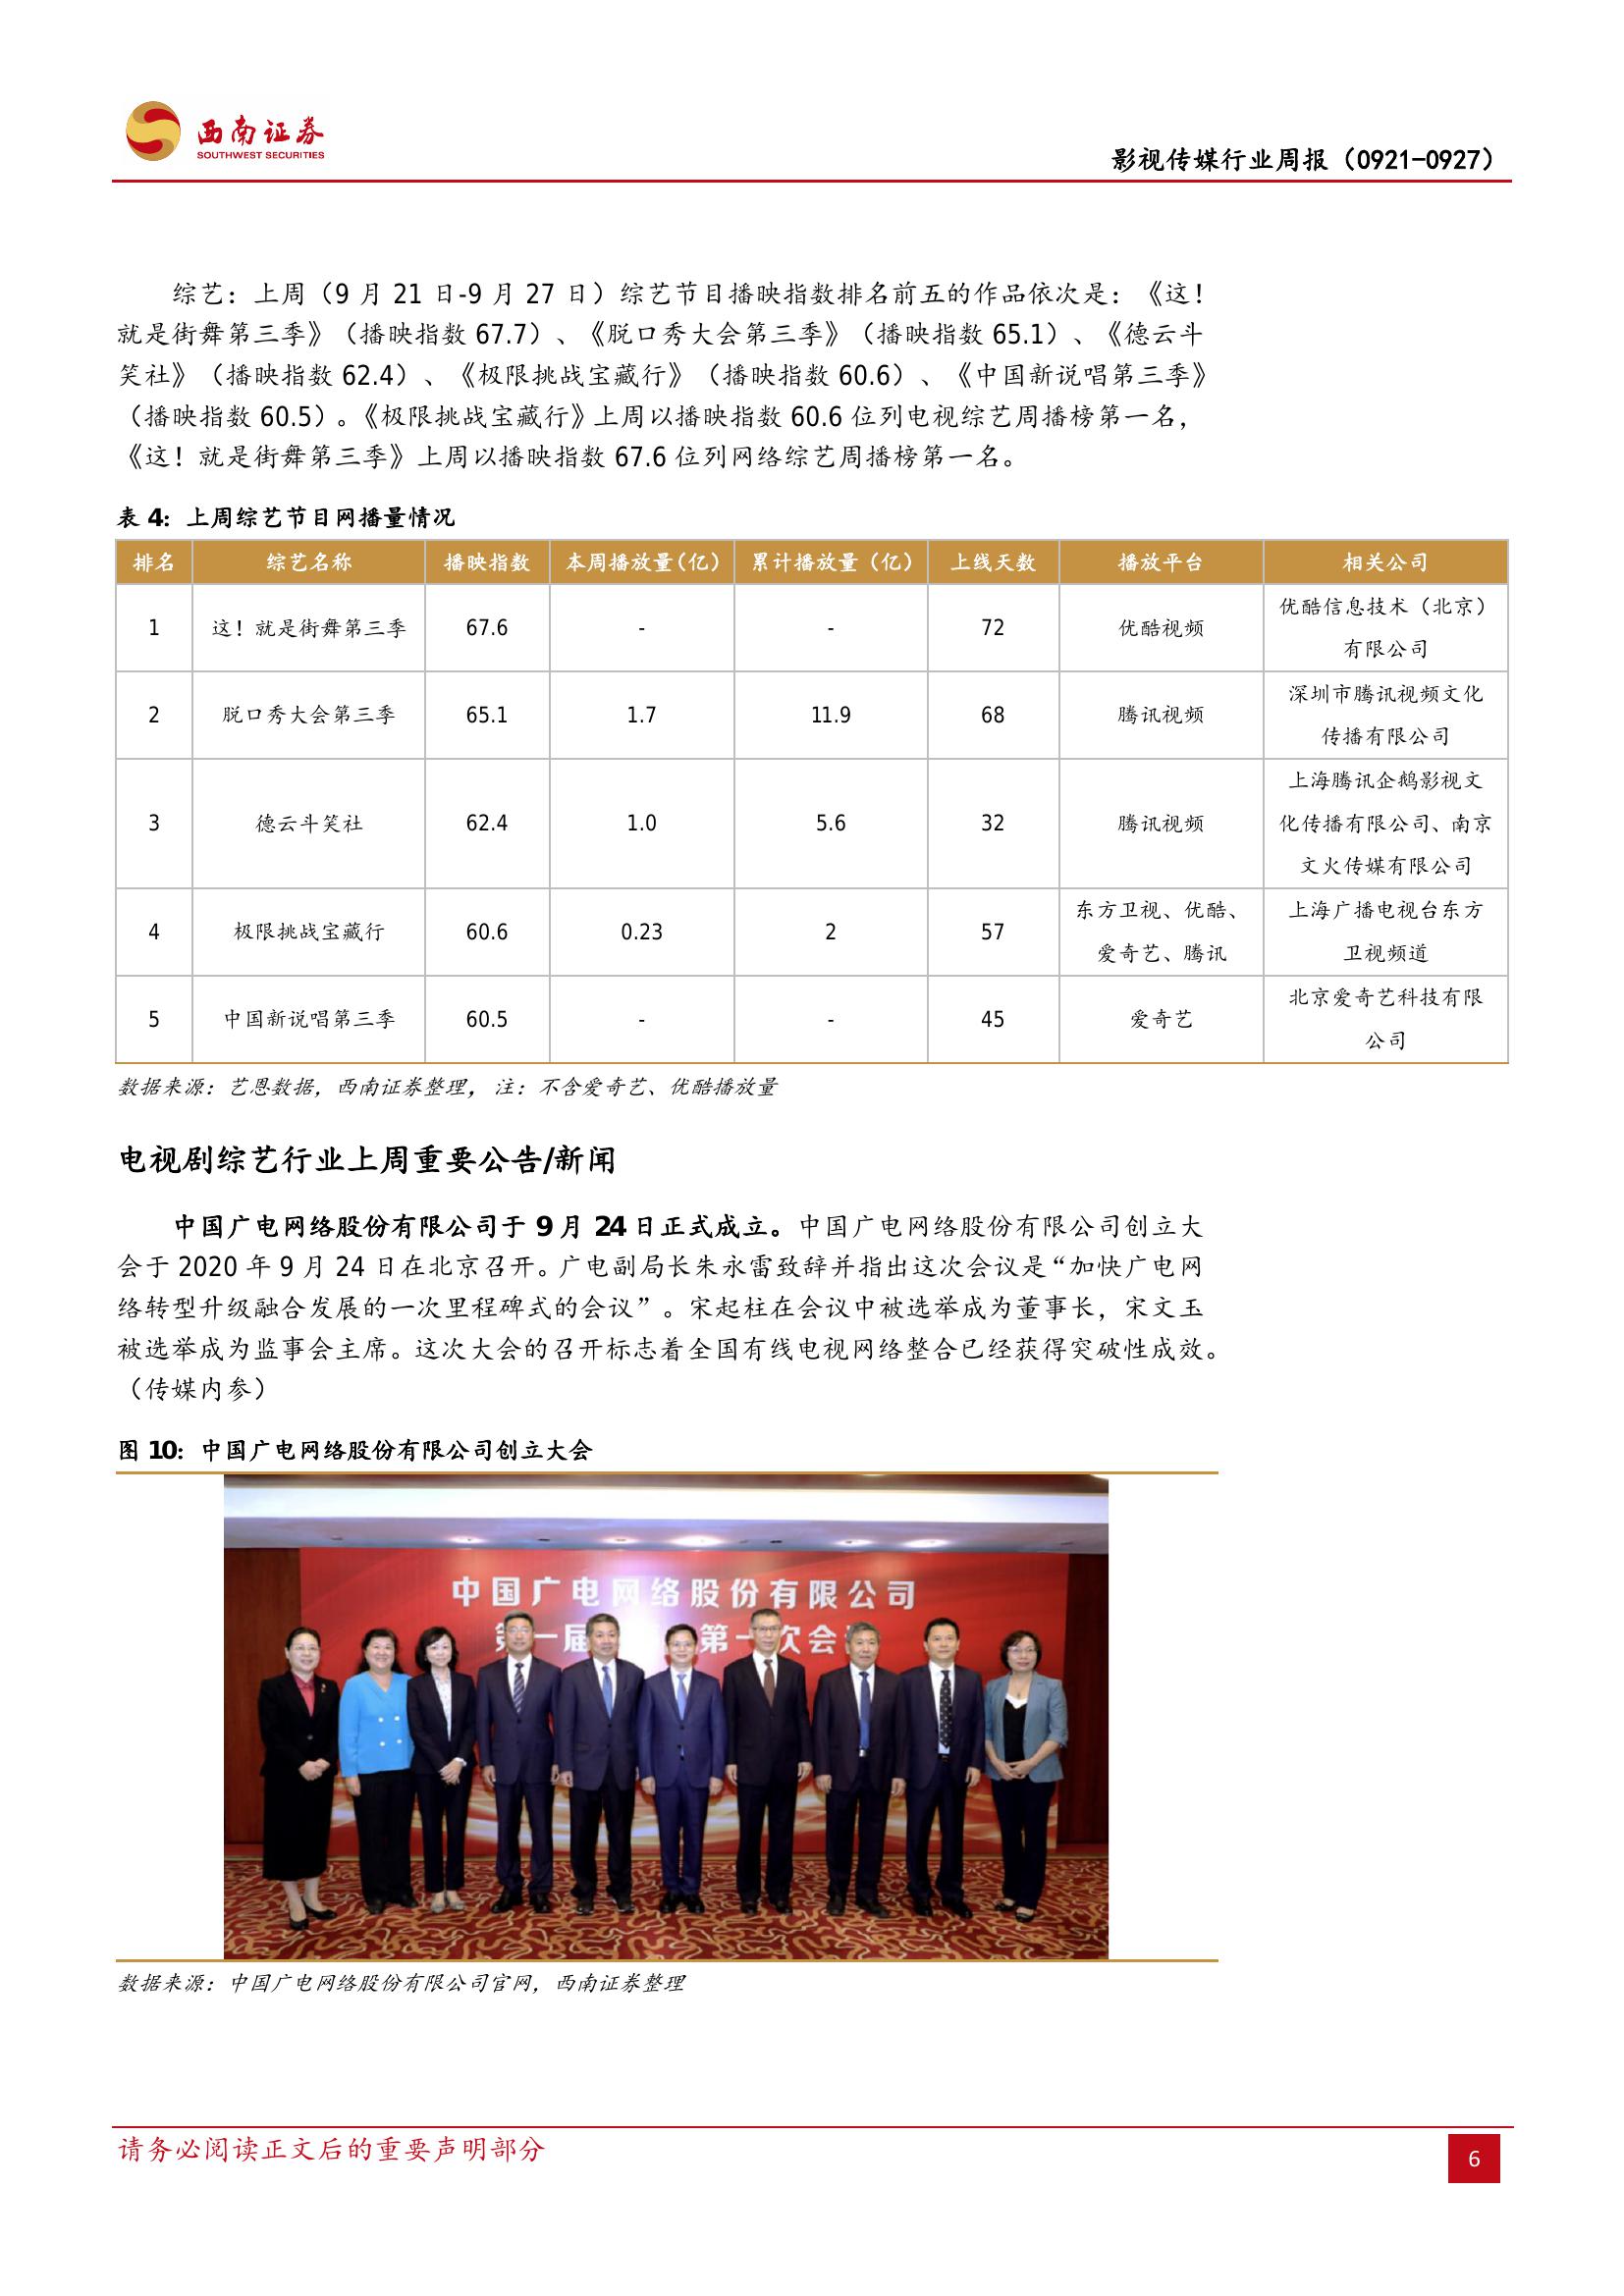 西南证券
SOUTHWEST SECURITIES
影视传媒行业周报（0921-0927）
综艺：上周（9 月 21 日-9 月 27 日）综艺节目播映指数排名前五的作品依次是：《这！
就是街舞第三季》（播映指数 67.7）、《脱口秀大会第三季》（播映指数 65.1）、《德云斗
笑社》（播映指数 62.4）、《极限挑战宝藏行》（播映指数 60.6）、《中国新说唱第三季》
（播映指数 60.5）。《极限挑战宝藏行》上周以播映指数 60.6 位列电视综艺周播榜第一名，
《这！就是街舞第三季》上周以播映指数 67.6 位列网络综艺周播榜第一名。
表 4：上周综艺节目网播量情况
排名 综艺名称 播映指数 本周播放量（亿） 累计播放量（亿） 上线天数 播放平台 相关公司
1 这！就是街舞第三季 67.6 - - 72 优酷视频 优酷信息技术（北京）
有限公司
2 脱口秀大会第三季 65.1 1.7 11.9 68 腾讯视频 深圳市腾讯视频文化
传播有限公司
3 德云斗笑社 62.4 1.0 5.6 32 腾讯视频 上海腾讯企鹅影视文
化传播有限公司、南京
文火传媒有限公司
4 极限挑战宝藏行 60.6 0.23 2 57 东方卫视、优酷、
爱奇艺、腾讯 上海广播电视台东方
卫视频道
5 中国新说唱第三季 60.5 - - 45 爱奇艺 北京爱奇艺科技有限
公司
数据来源：艺恩数据，西南证券整理，注：不含爱奇艺、优酷播放量
电视剧综艺行业上周重要公告/新闻
中国广电网络股份有限公司于 9 月 24 日正式成立。中国广电网络股份有限公司创立大
会于 2020 年 9 月 24 日在北京召开。广电副局长朱永雷致辞并指出这次会议是“加快广电网
络转型升级融合发展的一次里程碑式的会议”。宋起柱在会议中被选举成为董事长，宋文玉
被选举成为监事会主席。这次大会的召开标志着全国有线电视网络整合已经获得突破性成效。
（传媒内参）
图 10：中国广电网络股份有限公司创立大会
中国广电网络股份有限公司
第一届 第一次会
数据来源：中国广电网络股份有限公司官网，西南证券整理
请务必阅读正文后的重要声明部分
6